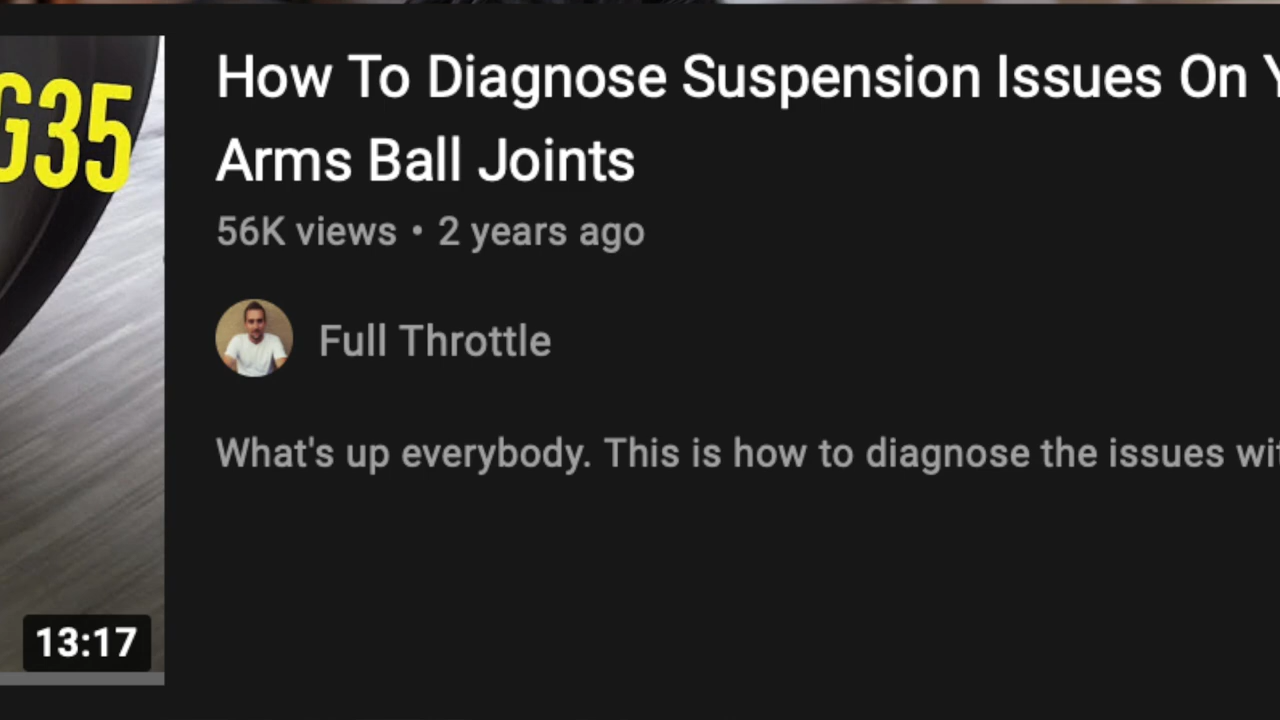 G35
How To Diagnose Suspension Issues On
Arms Ball Joints
56K views • 2 years ago
Full Throttle
What's up everybody. This is how to diagnose the issues
13:17